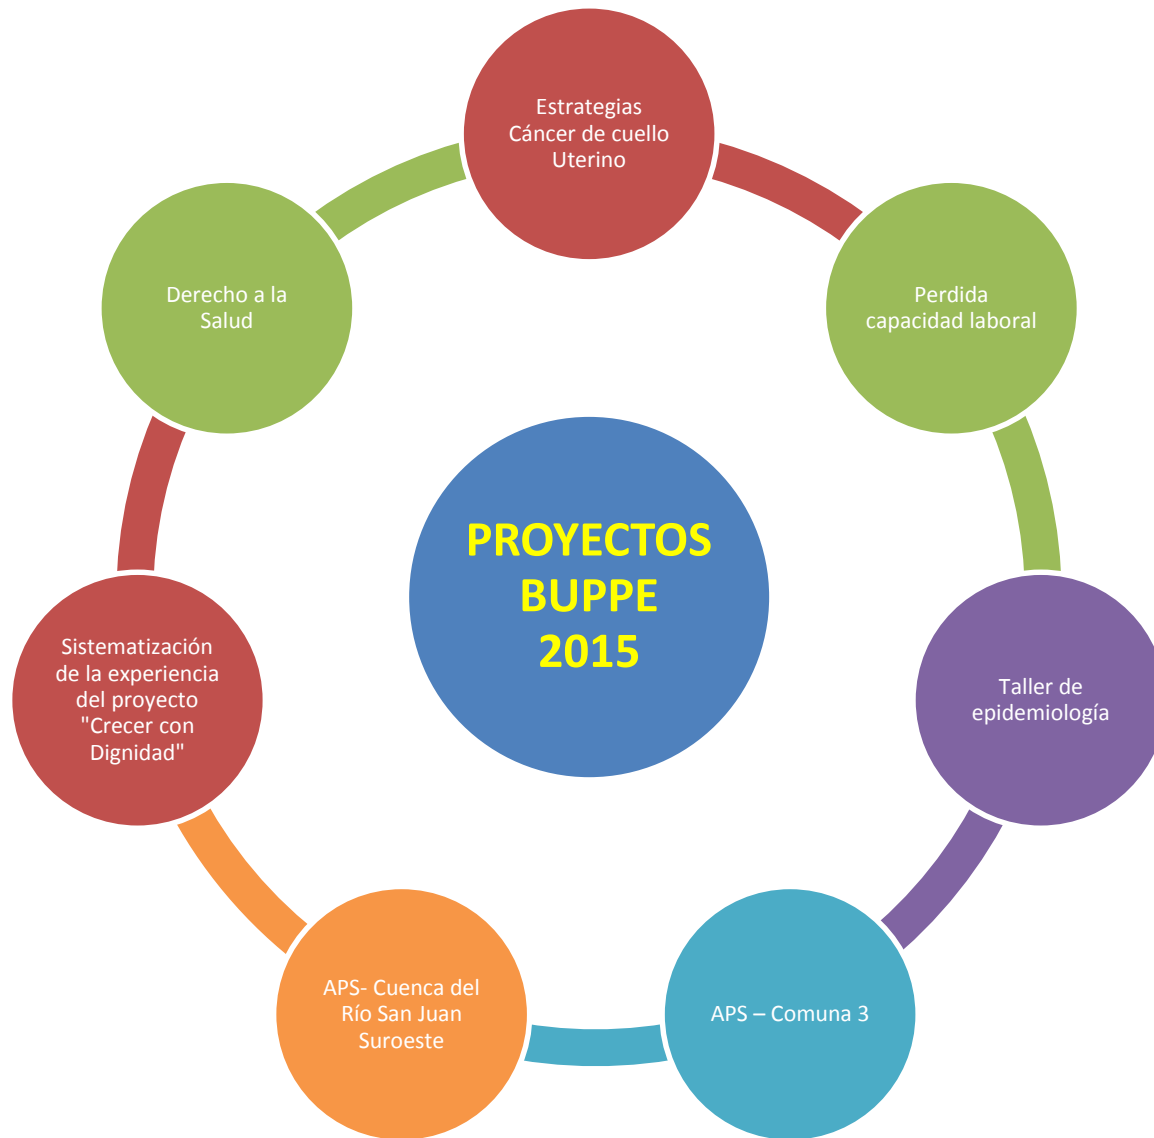 Estrategias
Cáncer de cuello
Uterino
Derecho a la
Salud
Perdida
capacidad laboral
PROYECTOS
BUPPE
2015
Sistematización
de la experiencia
del proyecto
"Crecer con
Dignidad"
Taller de
epidemiología
APS- Cuenca del
Río San Juan
Suroeste
APS – Comuna 3